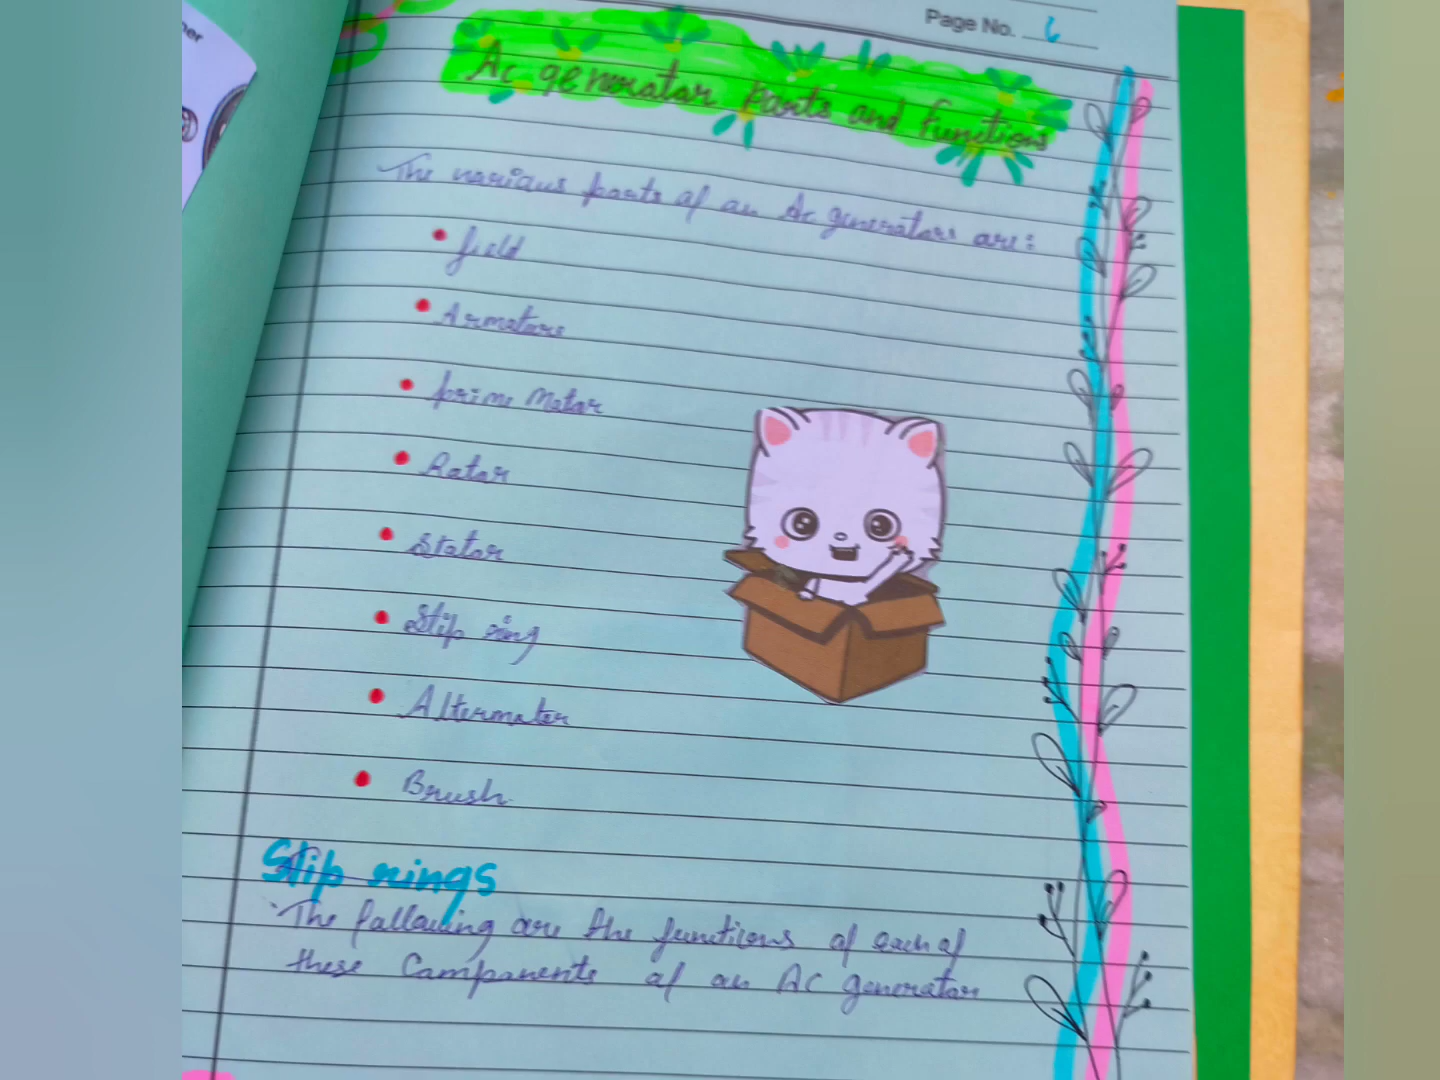 ner
Page No. 6
Ac generator parts and functions
The various parts of an Ac generators are:
• field
• Armature
• prime Motor
• Rotor
• Stator
• Slip ring
• Alternator
• Brush
Slip rings
The following are the functions of each of
these Components of an AC generator